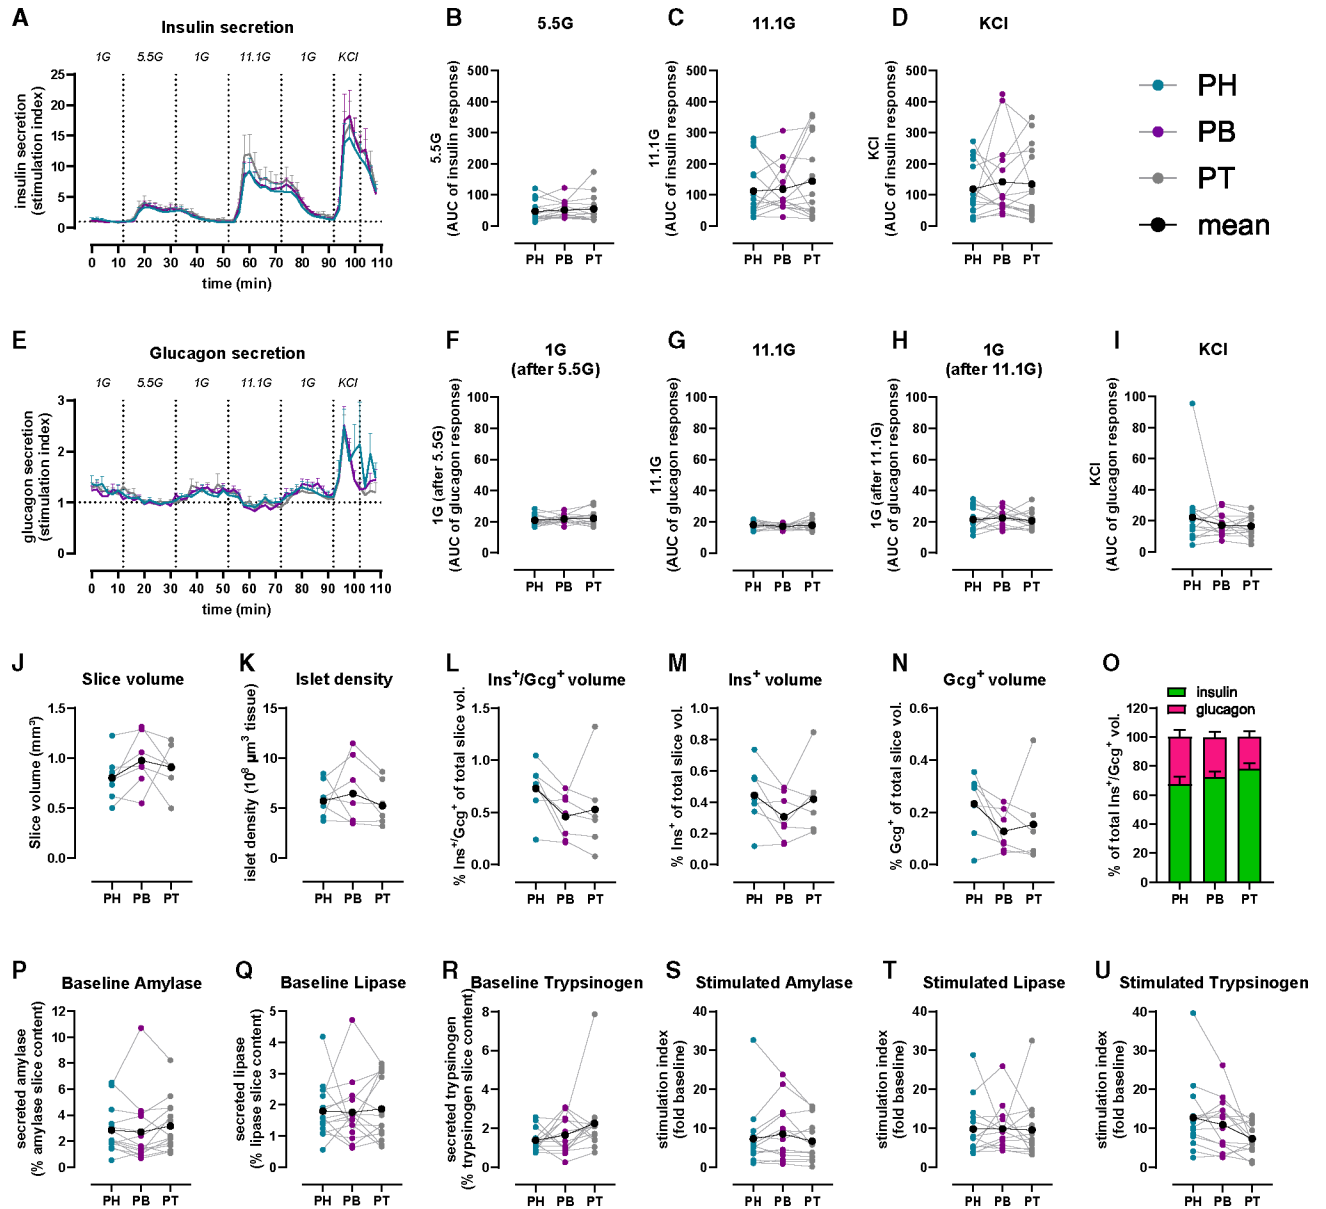 A
Insulin secretion
1G 5.5G 1G 11.1G 1G KCl
insulin secretion
(stimulation index)
25
20
15
10
5
0
0 10 20 30 40 50 60 70 80 90 100 110
time (min)
B
5.5G
5.5G
(AUC of insulin response)
500
400
300
200
100
0
PH PB PT
C
11.1G
11.1G
(AUC of insulin response)
500
400
300
200
100
0
PH PB PT
D
KCl
KCl
(AUC of insulin response)
500
400
300
200
100
0
PH PB PT
PH
PB
PT
mean
E
Glucagon secretion
1G 5.5G 1G 11.1G 1G KCl
glucagon secretion
(stimulation index)
3
2
1
0
0 10 20 30 40 50 60 70 80 90 100 110
time (min)
F
1G
(after 5.5G)
1G (after 5.5G)
(AUC of glucagon response)
100
80
60
40
20
0
PH PB PT
G
11.1G
11.1G
(AUC of glucagon response)
100
80
60
40
20
0
PH PB PT
H
1G
(after 11.1G)
1G (after 11.1G)
(AUC of glucagon response)
100
80
60
40
20
0
PH PB PT
I
KCl
KCl
(AUC of glucagon response)
100
80
60
40
20
0
PH PB PT
J
Slice volume
Slice volume (mm³)
1.5
1.0
0.5
0.0
PH PB PT
K
Islet density
islet density (10⁸ µm³ tissue)
15
10
5
0
PH PB PT
L
Ins⁺/Gcg⁺ volume
% Ins⁺/Gcg⁺ of total slice vol.
1.5
1.0
0.5
0.0
PH PB PT
M
Ins⁺ volume
% Ins⁺ of total slice vol.
1.0
0.8
0.6
0.4
0.2
0.0
PH PB PT
N
Gcg⁺ volume
% Gcg⁺ of total slice vol.
0.6
0.4
0.2
0.0
PH PB PT
O
insulin
glucagon
% of total Ins⁺/Gcg⁺ vol
120
100
80
60
40
20
0
PH PB PT
P
Baseline Amylase
secreted amylase
(% amylase slice content)
12
10
8
6
4
2
0
PH PB PT
Q
Baseline Lipase
secreted lipase
(% lipase slice content)
5
4
3
2
1
0
PH PB PT
R
Baseline Trypsinogen
secreted trypsinogen
(% trypsinogen slice content)
8
6
4
2
0
PH PB PT
S
Stimulated Amylase
stimulation index
(fold baseline)
40
30
20
10
0
PH PB PT
T
Stimulated Lipase
stimulation index
(fold baseline)
40
30
20
10
0
PH PB PT
U
Stimulated Trypsinogen
stimulation index
(fold baseline)
40
30
20
10
0
PH PB PT